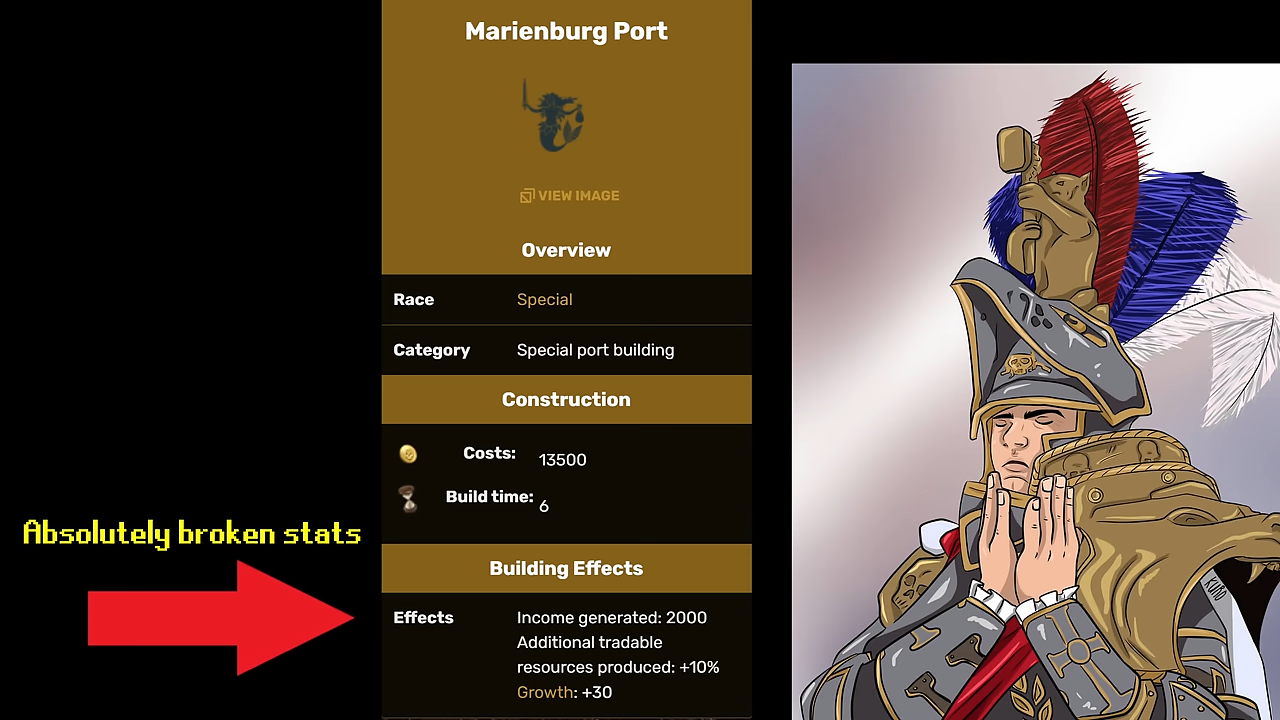 Marienburg Port
VIEW IMAGE
Overview
Race Special
Category Special port building
Construction
Costs: 13500
Build time: 6
Absolutely broken stats
Building Effects
Effects Income generated: 2000
Additional tradable
resources produced: +10%
Growth: +30